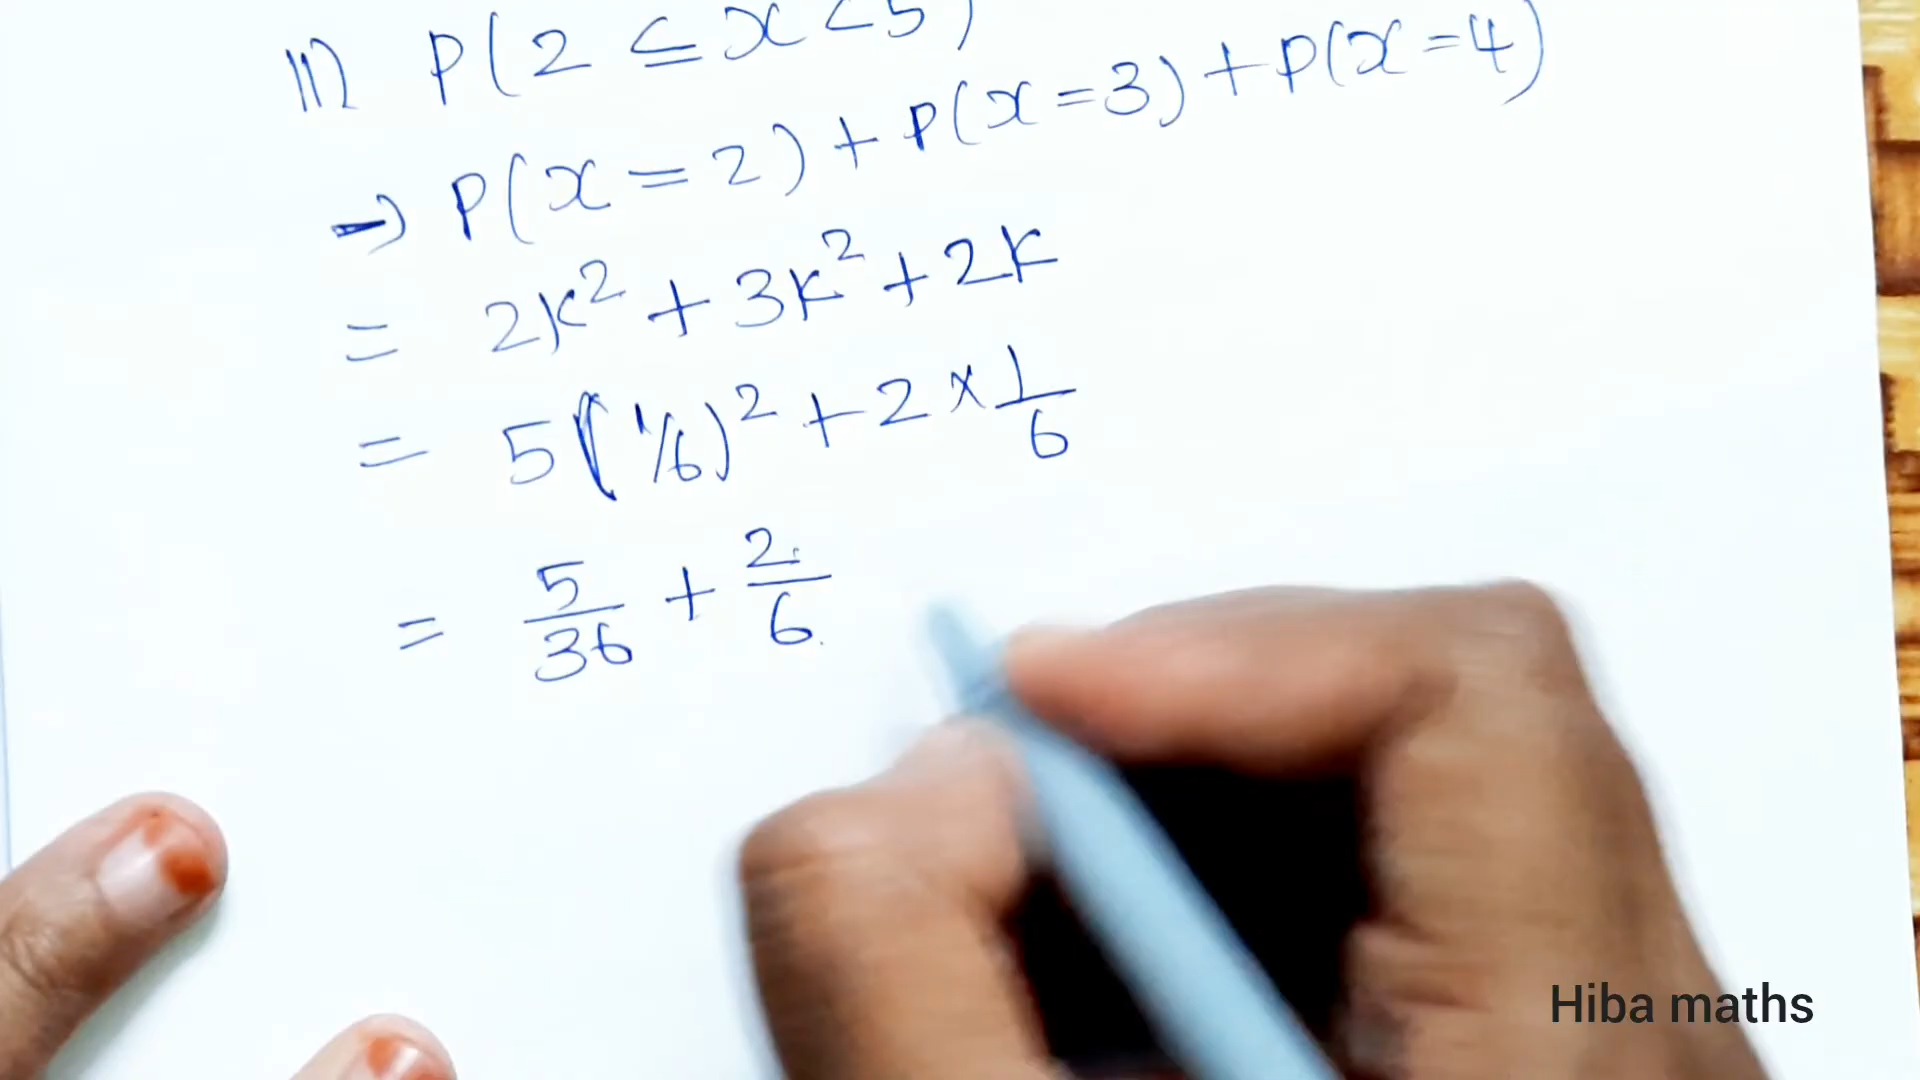 III) P(2 ≤ x < 5)
→ P(x = 2) + P(x = 3) + P(x = 4)
= 2k² + 3k² + 2k
= 5(1/6)² + 2 × 1/6
= 5/36 + 2/6
Hiba maths